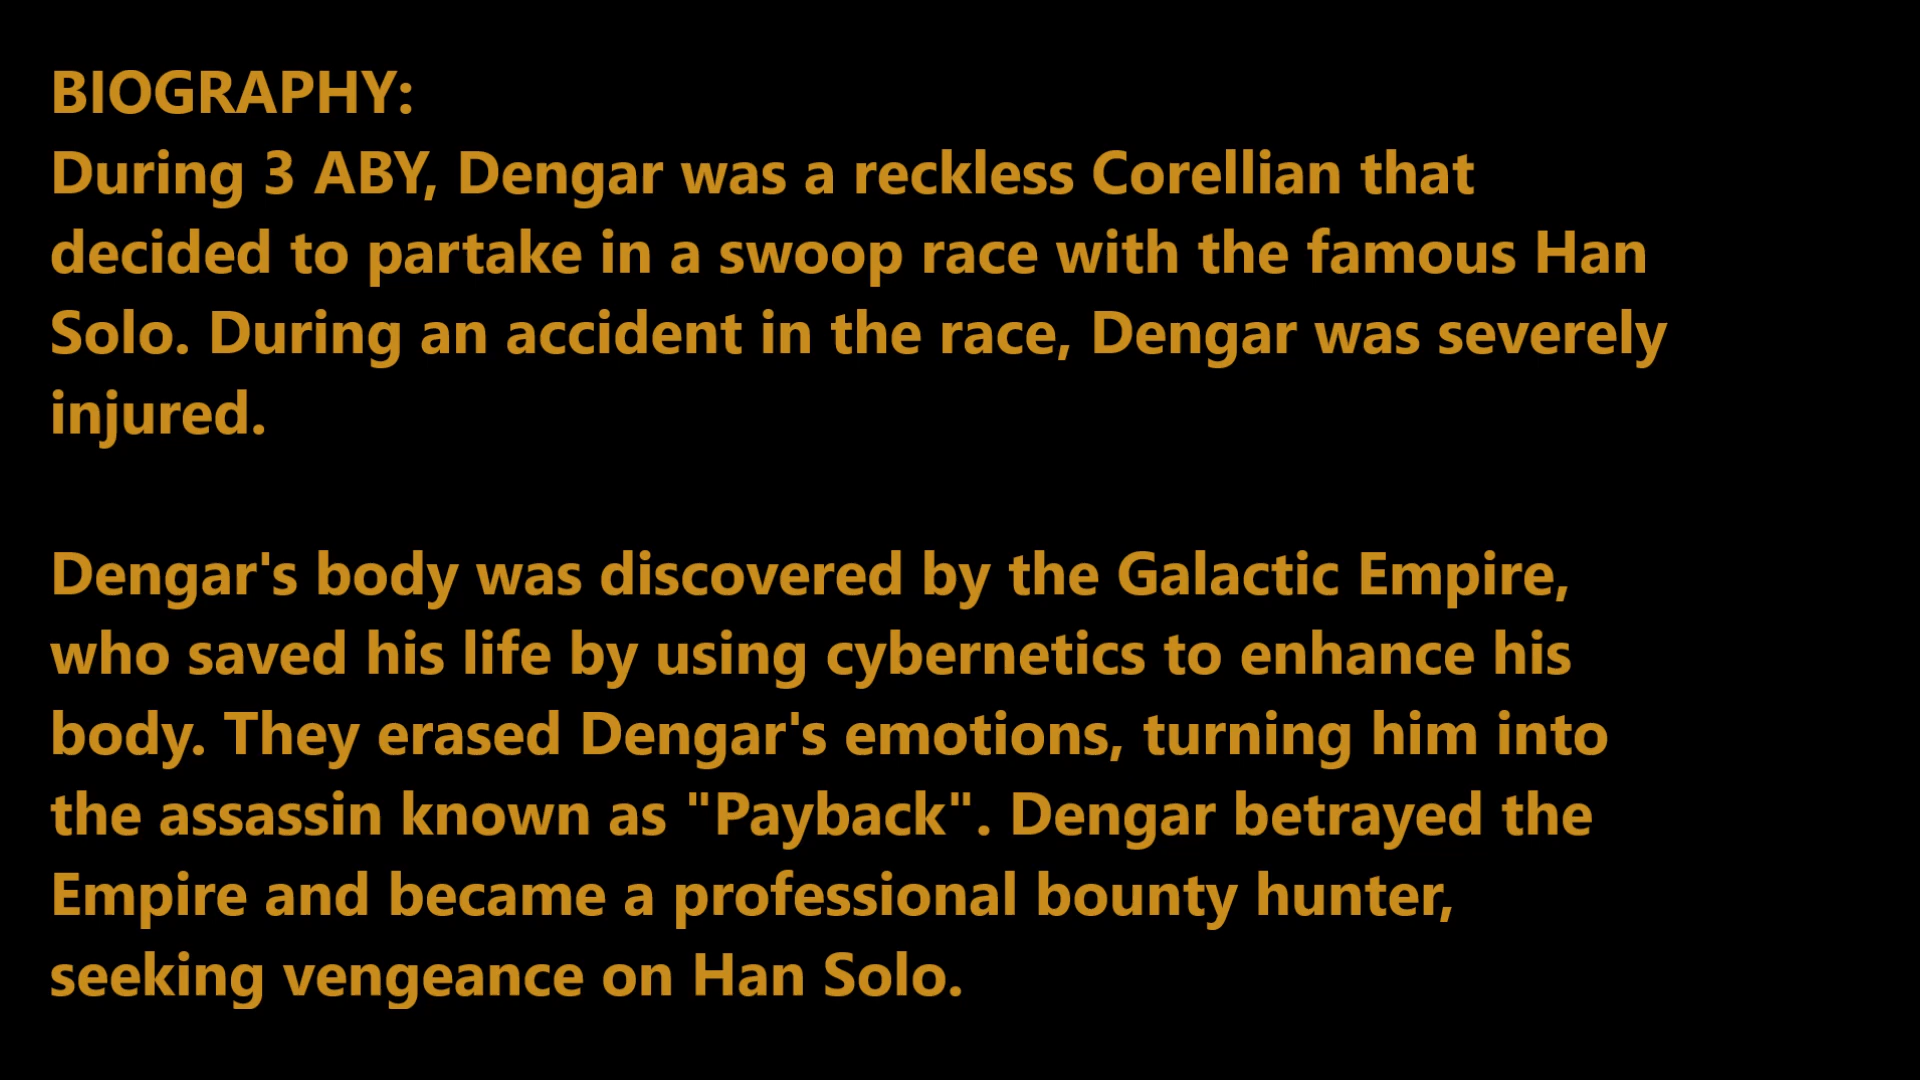 BIOGRAPHY:
During 3 ABY, Dengar was a reckless Corellian that
decided to partake in a swoop race with the famous Han
Solo. During an accident in the race, Dengar was severely
injured.
Dengar's body was discovered by the Galactic Empire,
who saved his life by using cybernetics to enhance his
body. They erased Dengar's emotions, turning him into
the assassin known as "Payback". Dengar betrayed the
Empire and became a professional bounty hunter,
seeking vengeance on Han Solo.